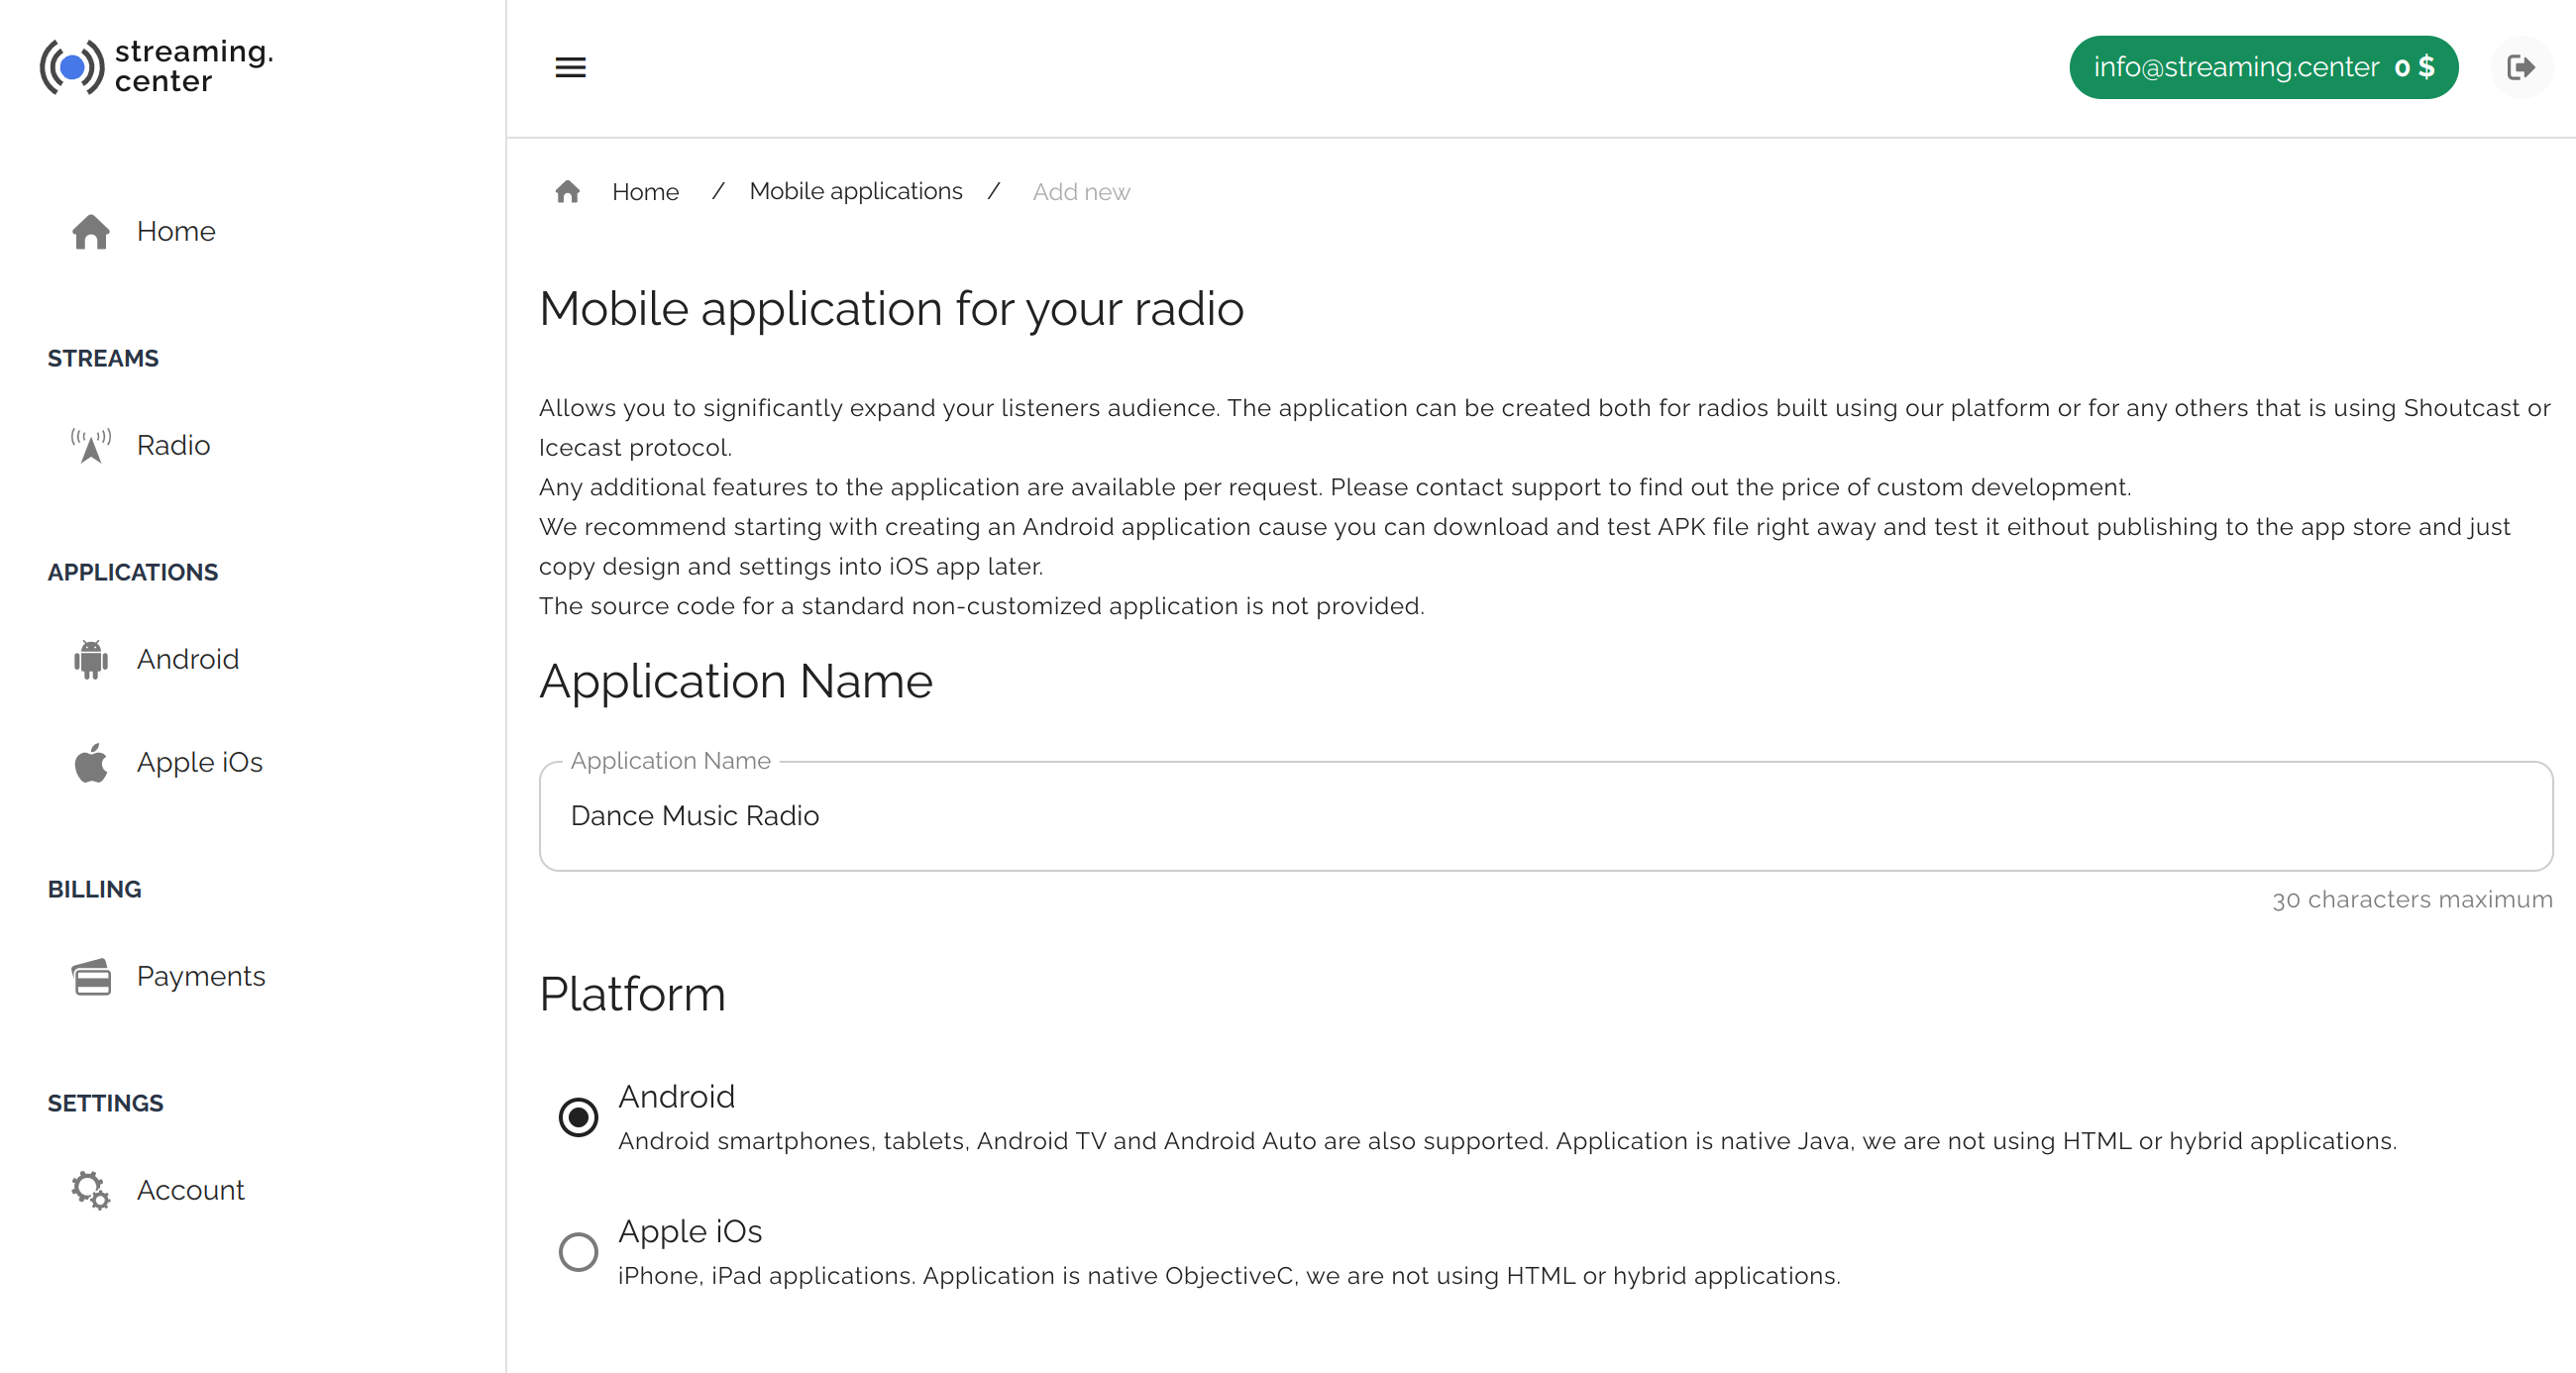 streaming.
center
info@streaming.center 0 $
Home
STREAMS
Radio
APPLICATIONS
Android
Apple iOs
BILLING
Payments
SETTINGS
Account
Home / Mobile applications / Add new
Mobile application for your radio
Allows you to significantly expand your listeners audience. The application can be created both for radios built using our platform or for any others that is using Shoutcast or
Icecast protocol.
Any additional features to the application are available per request. Please contact support to find out the price of custom development.
We recommend starting with creating an Android application cause you can download and test APK file right away and test it eithout publishing to the app store and just
copy design and settings into iOS app later.
The source code for a standard non-customized application is not provided.
Application Name
Application Name
Dance Music Radio
30 characters maximum
Platform
Android
Android smartphones, tablets, Android TV and Android Auto are also supported. Application is native Java, we are not using HTML or hybrid applications.
Apple iOs
iPhone, iPad applications. Application is native ObjectiveC, we are not using HTML or hybrid applications.